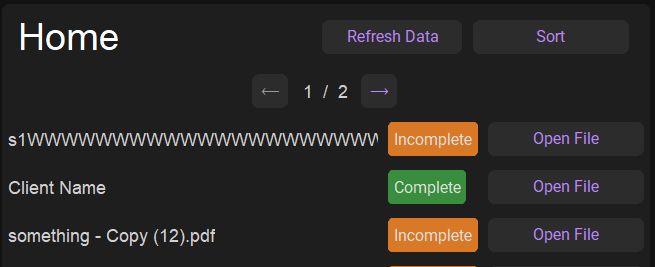 Home
Refresh Data
Sort
← 1 / 2 →
s1WWWWWWWWWWWWWWWWWWWWW Incomplete Open File
Client Name Complete Open File
something - Copy (12).pdf Incomplete Open File